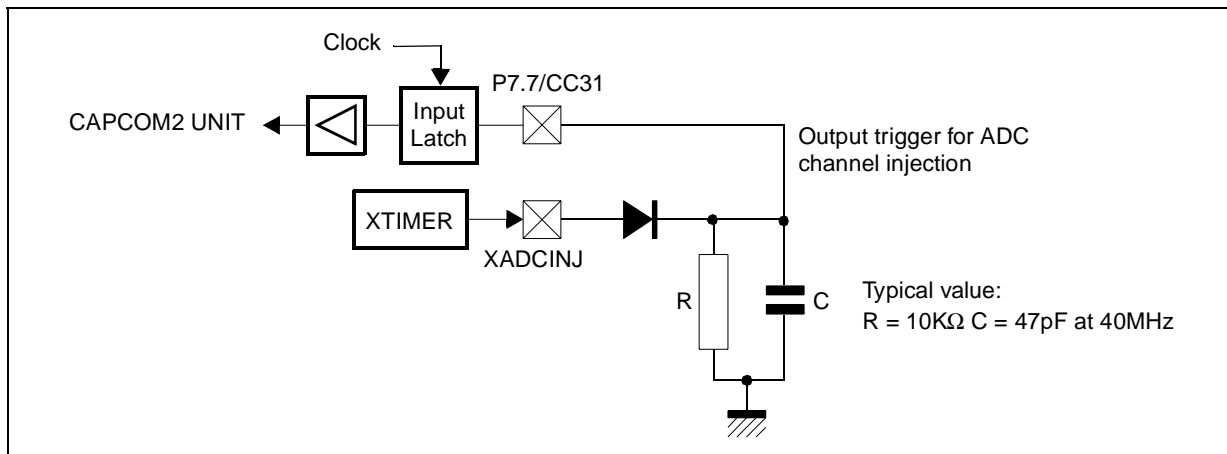 Clock
P7.7/CC31
CAPCOM2 UNIT
Input
Latch
Output trigger for ADC
channel injection
XTIMER
XADCINJ
R
C
Typical value:
R = 10KΩ C = 47pF at 40MHz